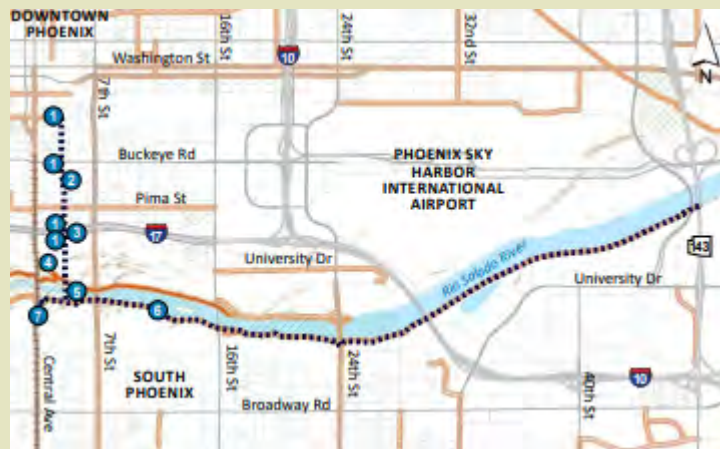 DOWNTOWN
PHOENIX
Washington St
7th St
16th St
24th St
32nd St
10
N
1
Buckeye Rd
1
2
PHOENIX SKY
HARBOR
INTERNATIONAL
AIRPORT
Pima St
1
3
1
17
4
University Dr
Rio Salado River
143
University Dr
5
6
7
Central Ave
7th St
16th St
24th St
40th St
10
SOUTH
PHOENIX
Broadway Rd